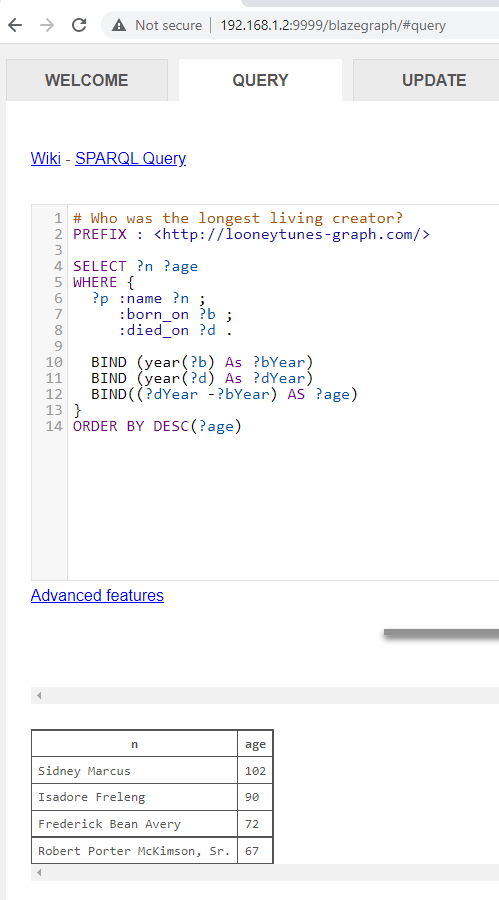 Not secure | 192.168.1.2:9999/blazegraph/#query
WELCOME QUERY UPDATE
Wiki - SPARQL Query
1 # Who was the longest living creator?
2 PREFIX : <http://looneytunes-graph.com/>
3
4 SELECT ?n ?age
5 WHERE {
6   ?p :name ?n ;
7      :born_on ?b ;
8      :died_on ?d .
9
10   BIND (year(?b) As ?bYear)
11   BIND (year(?d) As ?dYear)
12   BIND((?dYear -?bYear) AS ?age)
13 }
14 ORDER BY DESC(?age)
Advanced features
n age
Sidney Marcus 102
Isadore Freleng 90
Frederick Bean Avery 72
Robert Porter McKimson, Sr. 67